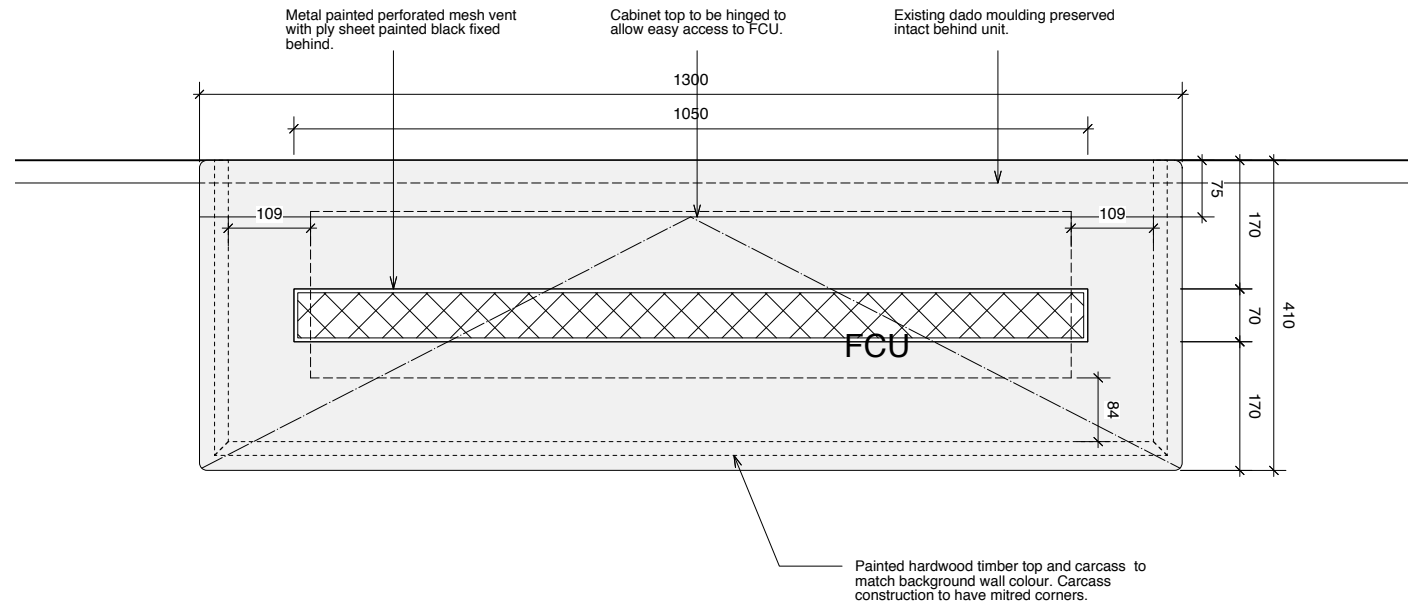 Metal painted perforated mesh vent
with ply sheet painted black fixed
behind.
Cabinet top to be hinged to
allow easy access to FCU.
Existing dado moulding preserved
intact behind unit.
1300
1050
75
109
109
170
70
410
FCU
84
170
Painted hardwood timber top and carcass to
match background wall colour. Carcass
construction to have mitred corners.